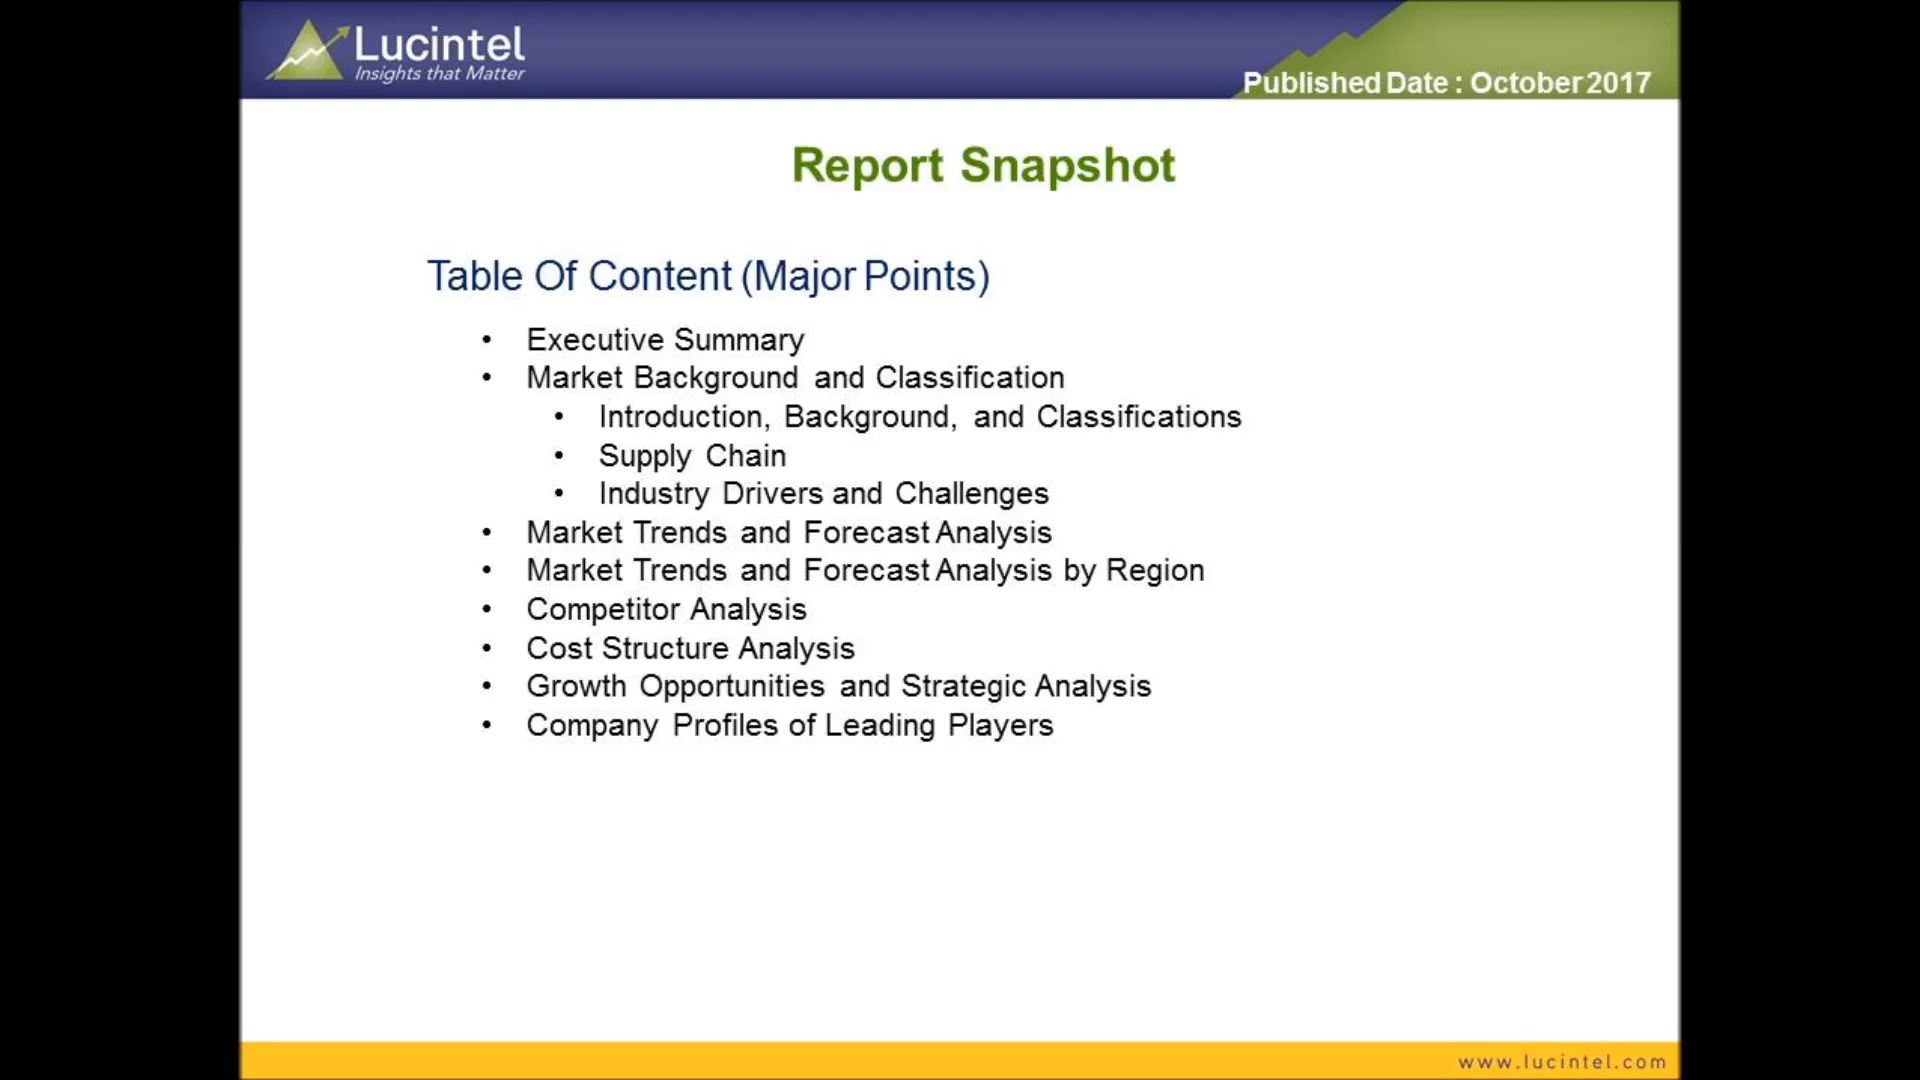 Lucintel
Insights that Matter
Published Date : October 2017
Report Snapshot
Table Of Content (Major Points)
• Executive Summary
• Market Background and Classification
• Introduction, Background, and Classifications
• Supply Chain
• Industry Drivers and Challenges
• Market Trends and Forecast Analysis
• Market Trends and Forecast Analysis by Region
• Competitor Analysis
• Cost Structure Analysis
• Growth Opportunities and Strategic Analysis
• Company Profiles of Leading Players
www.lucintel.com